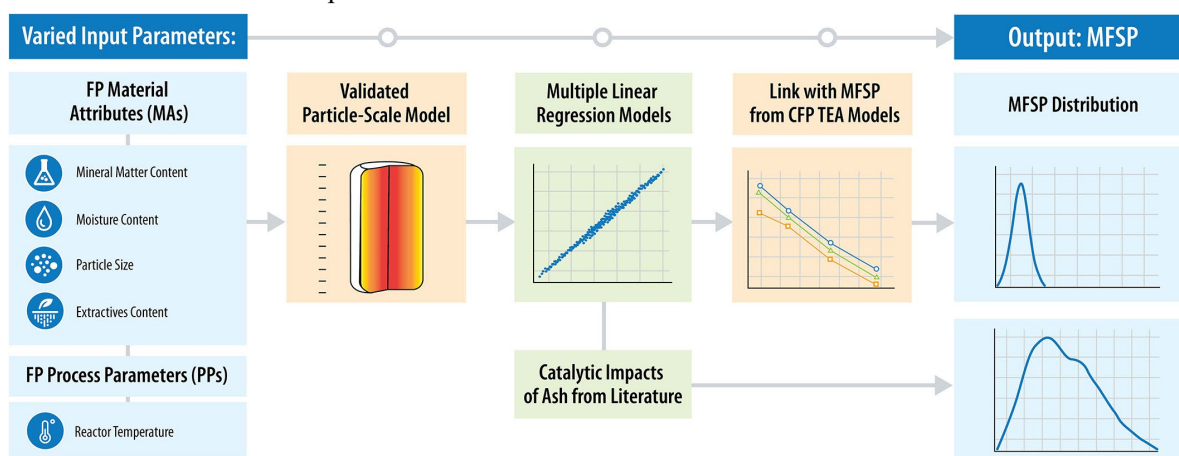 Varied Input Parameters:
Output: MFSP
FP Material
Attributes (MAs)
Mineral Matter Content
Moisture Content
Particle Size
Extractives Content
FP Process Parameters (PPs)
Reactor Temperature
Validated
Particle-Scale Model
Multiple Linear
Regression Models
Catalytic Impacts
of Ash from Literature
Link with MFSP
from CFP TEA Models
MFSP Distribution